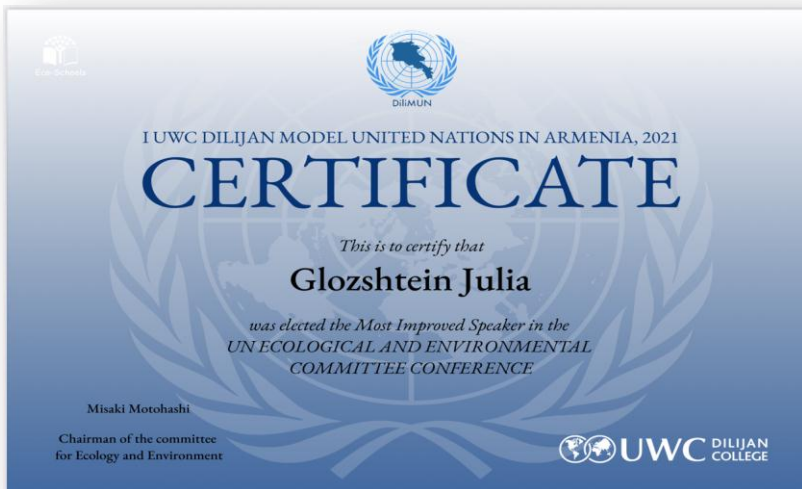 Eco-Schools
DiliMUN
I UWC DILIJAN MODEL UNITED NATIONS IN ARMENIA, 2021
CERTIFICATE
This is to certify that
Glozshtein Julia
was elected the Most Improved Speaker in the
UN ECOLOGICAL AND ENVIRONMENTAL
COMMITTEE CONFERENCE
Misaki Motohashi
Chairman of the committee
for Ecology and Environment
UWC DILIJAN
COLLEGE